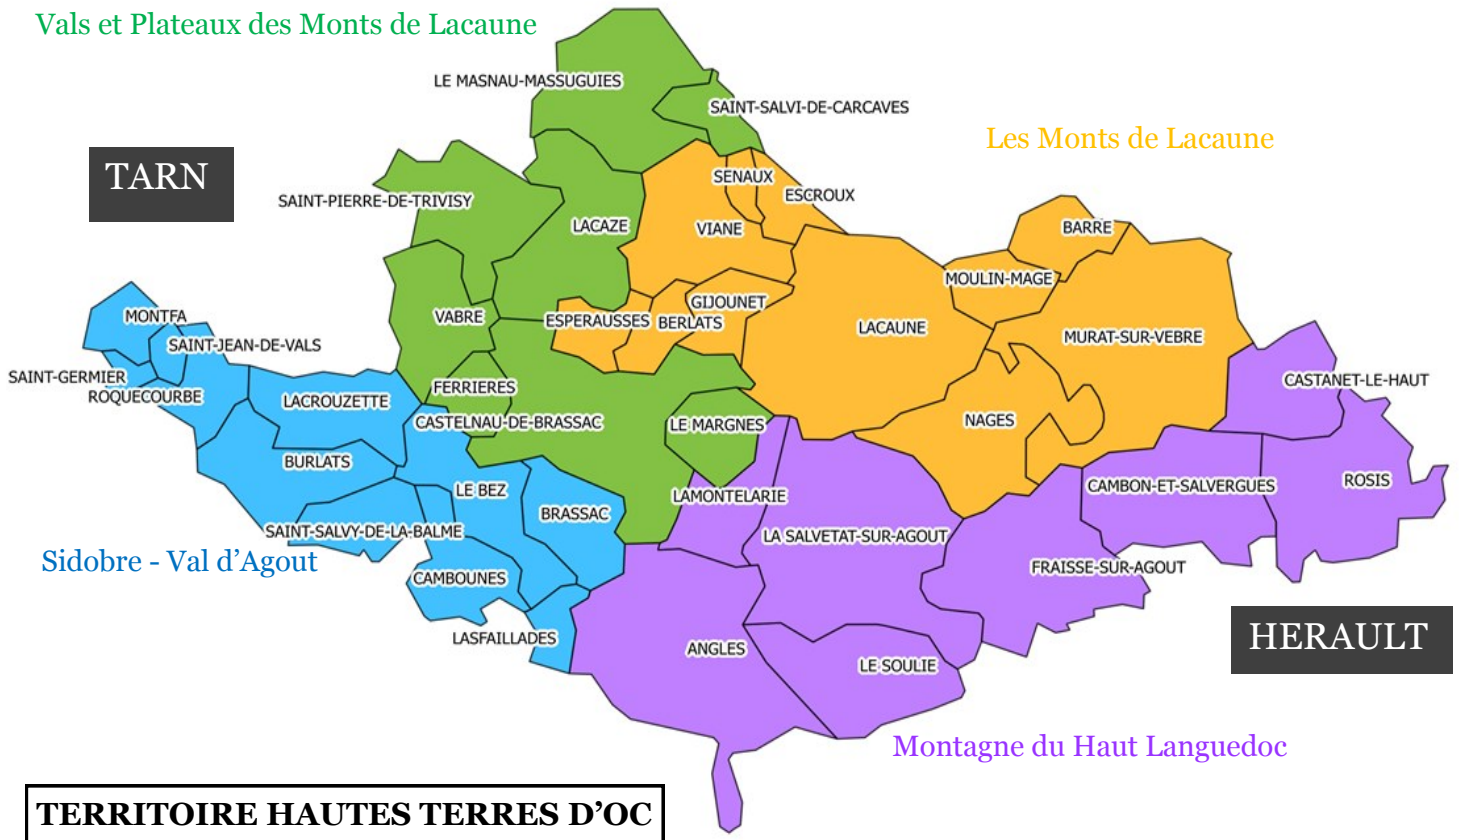 Vals et Plateaux des Monts de Lacaune
LE MASNAU-MASSUGUIES
SAINT-SALVI-DE-CARCAVES
Les Monts de Lacaune
TARN
SENAUX
ESCROUX
SAINT-PIERRE-DE-TRIVISY
LACAZE
VIANE
BARRE
MOULIN-MAGE
GIJOUNET
MONTFA
VABRE
ESPERAUSSES
BERLATS
LACAUNE
MURAT-SUR-VEBRE
SAINT-JEAN-DE-VALS
SAINT-GERMIER
ROQUECOURBE
LACROUZETTE
FERRIERES
CASTANET-LE-HAUT
CASTELNAU-DE-BRASSAC
LE MARGNES
NAGES
BURLATS
LE BEZ
LAMONTELARIE
CAMBON-ET-SALVERGUES
ROSIS
BRASSAC
SAINT-SALVY-DE-LA-BALME
LA SALVETAT-SUR-AGOUT
Sidobre - Val d'Agout
CAMBOUNES
FRAISSE-SUR-AGOUT
LASFAILLADES
ANGLES
LE SOULIE
HERAULT
Montagne du Haut Languedoc
TERRITOIRE HAUTES TERRES D'OC